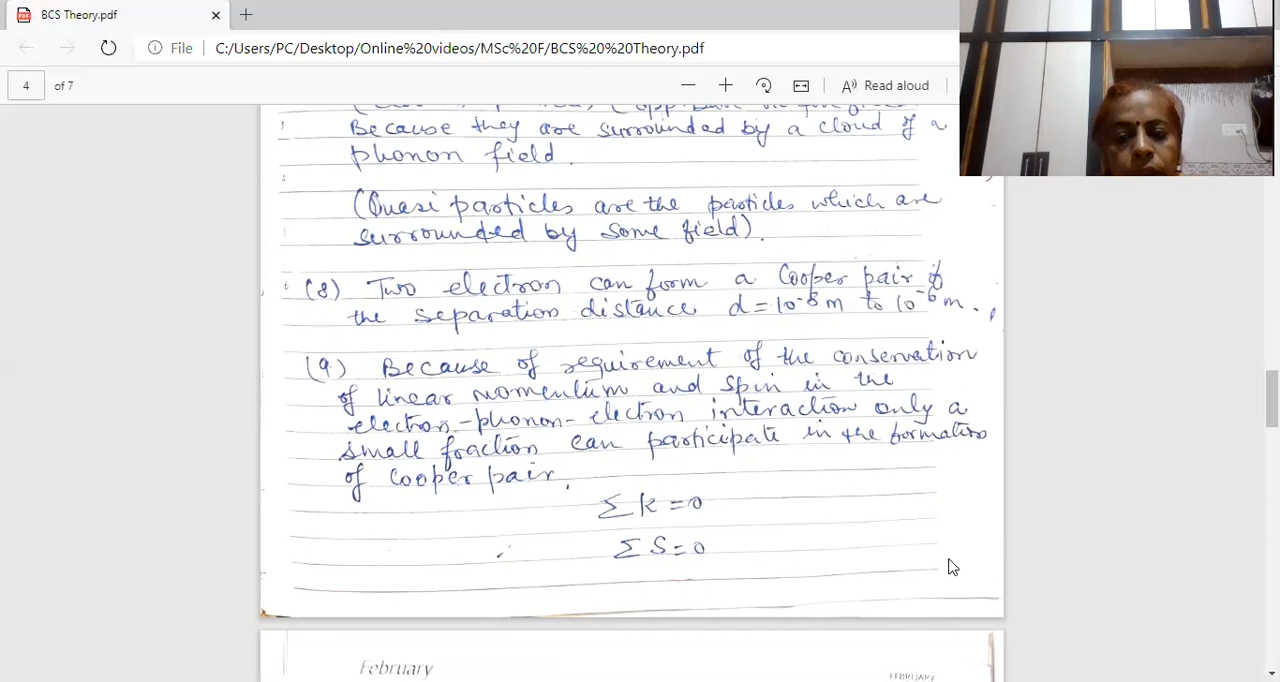 BCS Theory.pdf
File C:/Users/PC/Desktop/Online%20videos/MSc%20F/BCS%20%20Theory.pdf
4 of 7
Read aloud
Because they are surrounded by a cloud of a
phonon field.
(Quasi particles are the particles which are
surrounded by some field).
(8) Two electron can form a Cooper pair if
the separation distance d = 10⁻⁸m to 10⁻⁶m.
(9) Because of requirement of the conservation
of linear momentum and spin in the
electron-phonon-electron interaction only a
small fraction can participate in the formation
of Cooper pair.
Σ k = 0
Σ S = 0
February
FEBRUARY